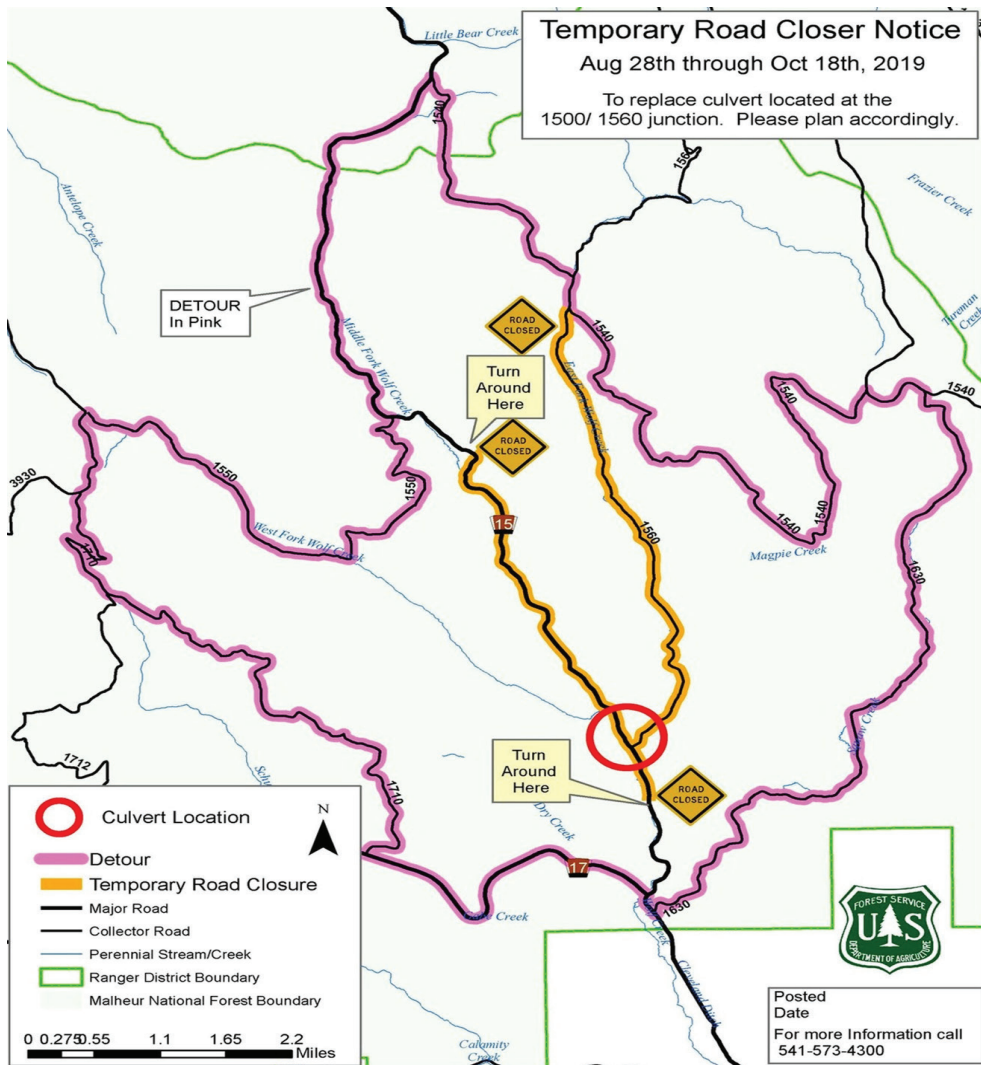 Temporary Road Closer Notice
Aug 28th through Oct 18th, 2019
To replace culvert located at the
1500/ 1560 junction. Please plan accordingly.
Little Bear Creek
1540
1560
Antelope Creek
Frazier Creek
DETOUR
In Pink
Middle Fork Wolf Creek
ROAD
CLOSED
1540
Turn
Around
Here
ROAD
CLOSED
1540
1540
3930
1550
1550
15
1560
1540
1540
West Fork Wolf Creek
Magpie Creek
1710
1630
1712
Turn
Around
Here
ROAD
CLOSED
Dry Creek
1710
17
1630
Creek
Cleveland Ditch
Calamity
Creek
N
Culvert Location
Detour
Temporary Road Closure
Major Road
Collector Road
Perennial Stream/Creek
Ranger District Boundary
Malheur National Forest Boundary
0 0.275 0.55 1.1 1.65 2.2
Miles
FOREST SERVICE
U S
DEPARTMENT OF AGRICULTURE
Posted
Date
For more Information call
541-573-4300